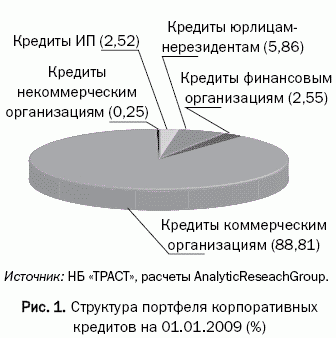 Кредиты ИП (2,52)
Кредиты юрлицам-
нерезидентам (5,86)
Кредиты
некоммерческим
организациям (0,25)
Кредиты финансовым
организациям (2,55)
Кредиты коммерческим
организациям (88,81)
Источник: НБ «ТРАСТ», расчеты AnalyticReseachGroup.
Рис. 1. Структура портфеля корпоративных
кредитов на 01.01.2009 (%)